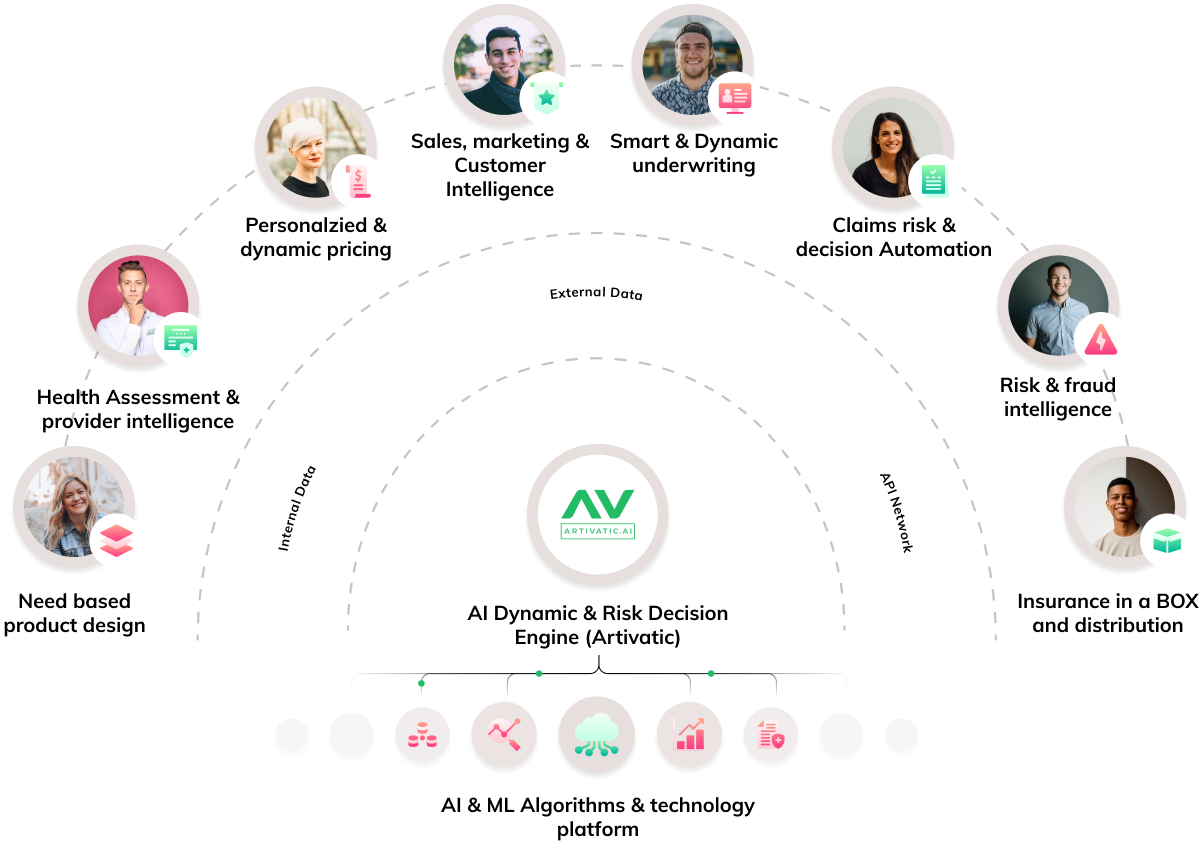 Sales, marketing &
Customer
Intelligence
Smart & Dynamic
underwriting
Personalzied &
dynamic pricing
Claims risk &
decision Automation
External Data
Health Assessment &
provider intelligence
Risk & fraud
intelligence
Internal Data
API Network
AV
ARTIVATIC.AI
Need based
product design
AI Dynamic & Risk Decision
Engine (Artivatic)
Insurance in a BOX
and distribution
AI & ML Algorithms & technology
platform